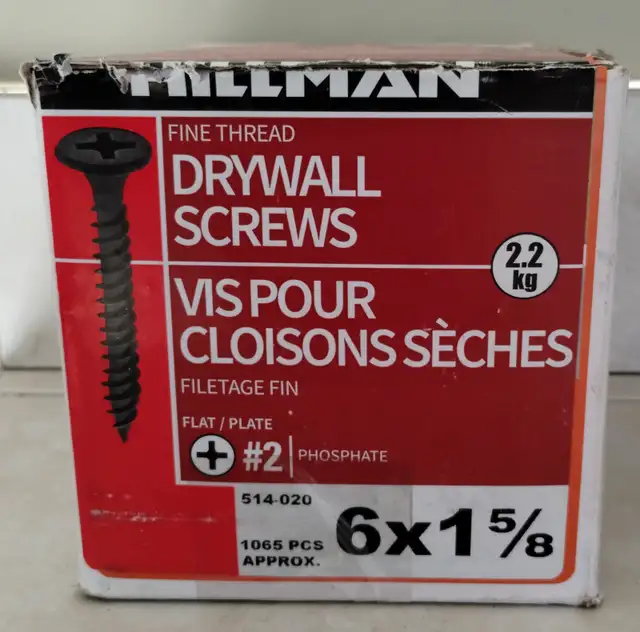 HILLMAN
FINE THREAD
DRYWALL
SCREWS
2.2
kg
VIS POUR
CLOISONS SÈCHES
FILETAGE FIN
FLAT / PLATE
#2 PHOSPHATE
514-020
1065 PCS
APPROX.
6x1 5/8